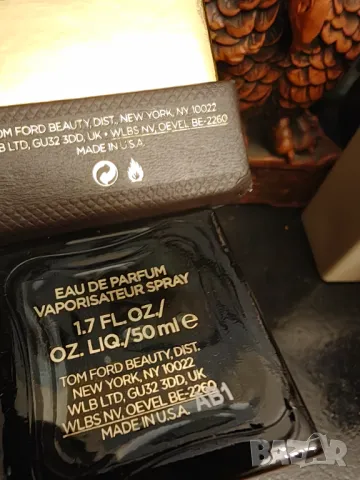 TOM FORD BEAUTY, DIST., NEW YORK, NY 10022
WLB LTD, GU32 3DD, UK • WLBS NV, OEVEL BE-2260
MADE IN U.S.A.
EAU DE PARFUM
VAPORISATEUR SPRAY
1.7 FL.OZ./
OZ. LIQ./50 ml e
TOM FORD BEAUTY, DIST.
NEW YORK, NY 10022
WLB LTD, GU32 3DD, UK
WLBS NV, OEVEL BE-2260
MADE IN U.S.A. AB1
BAZAR